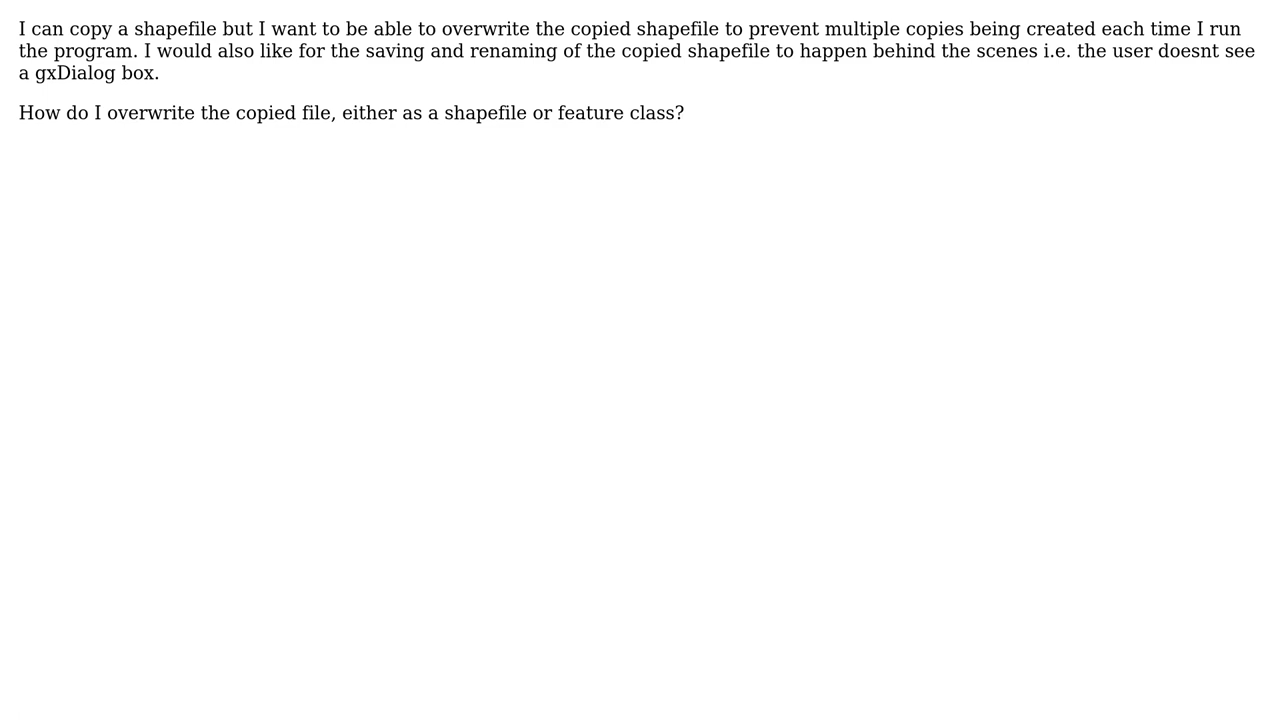 I can copy a shapefile but I want to be able to overwrite the copied shapefile to prevent multiple copies being created each time I run
the program. I would also like for the saving and renaming of the copied shapefile to happen behind the scenes i.e. the user doesnt see
a gxDialog box.
How do I overwrite the copied file, either as a shapefile or feature class?